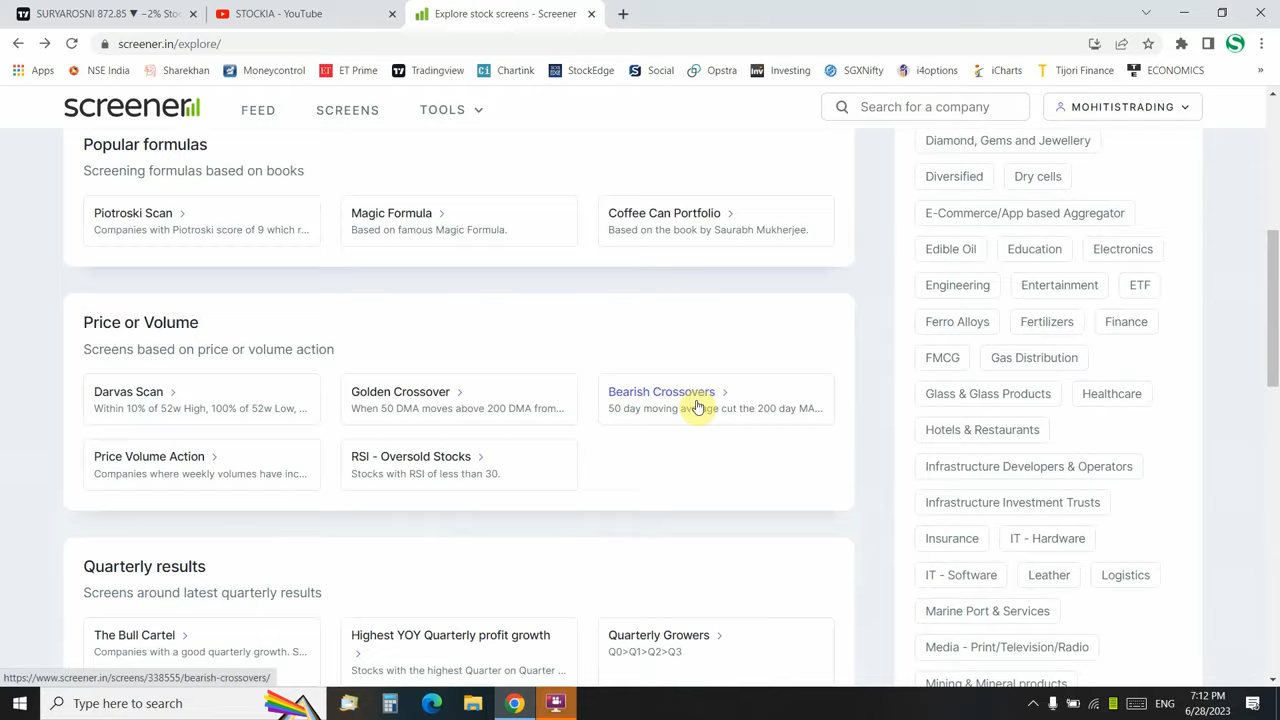 SURYAROSNI 872.85 ▼ −2% Sto
STOCKIA - YouTube
Explore stock screens - Screener
screener.in/explore/
Apps
NSE India
Sharekhan
Moneycontrol
ET Prime
Tradingview
Chartink
StockEdge
Social
Opstra
Investing
SGXNifty
i4options
iCharts
Tijori Finance
ECONOMICS
screener
FEED
SCREENS
TOOLS
Search for a company
MOHITISTRADING
Popular formulas
Screening formulas based on books
Piotroski Scan
Companies with Piotroski score of 9 which r...
Magic Formula
Based on famous Magic Formula.
Coffee Can Portfolio
Based on the book by Saurabh Mukherjee.
Price or Volume
Screens based on price or volume action
Darvas Scan
Within 10% of 52w High, 100% of 52w Low, ...
Golden Crossover
When 50 DMA moves above 200 DMA from...
Bearish Crossovers
50 day moving average cut the 200 day MA...
Price Volume Action
Companies where weekly volumes have inc...
RSI - Oversold Stocks
Stocks with RSI of less than 30.
Quarterly results
Screens around latest quarterly results
The Bull Cartel
Companies with a good quarterly growth. S...
Highest YOY Quarterly profit growth
Stocks with the highest Quarter on Quarter ...
Quarterly Growers
Q0>Q1>Q2>Q3
Diamond, Gems and Jewellery
Diversified
Dry cells
E-Commerce/App based Aggregator
Edible Oil
Education
Electronics
Engineering
Entertainment
ETF
Ferro Alloys
Fertilizers
Finance
FMCG
Gas Distribution
Glass & Glass Products
Healthcare
Hotels & Restaurants
Infrastructure Developers & Operators
Infrastructure Investment Trusts
Insurance
IT - Hardware
IT - Software
Leather
Logistics
Marine Port & Services
Media - Print/Television/Radio
Mining & Mineral products
https://www.screener.in/screens/338555/bearish-crossovers/
Type here to search
ENG
7:12 PM
6/28/2023